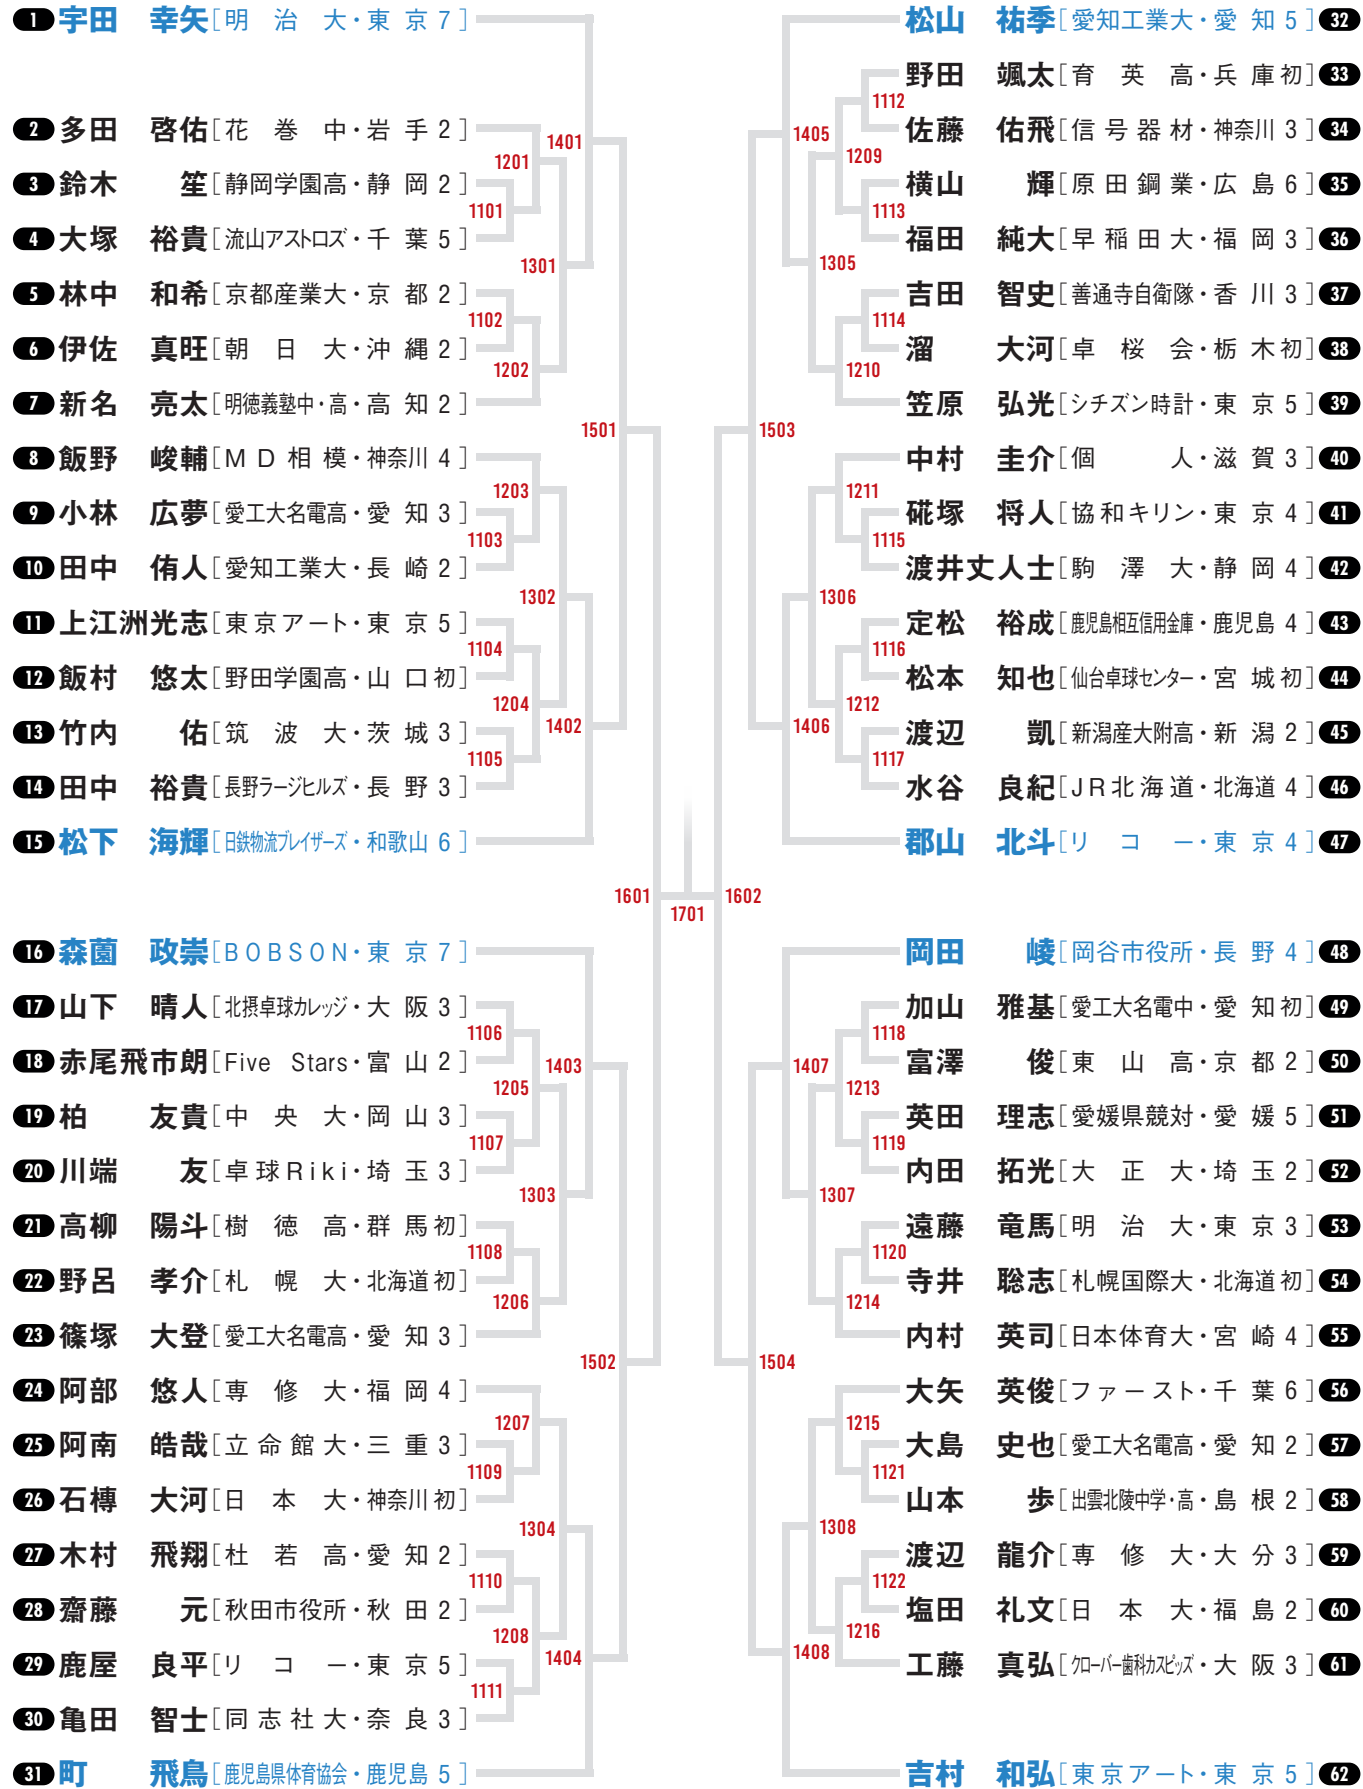 1 宇田 幸矢[明治大・東京7]
2 多田 啓佑[花巻中・岩手2]
3 鈴木 笙[静岡学園高・静岡2]
4 大塚 裕貴[流山アストロズ・千葉5]
5 林中 和希[京都産業大・京都2]
6 伊佐 真旺[朝日大・沖縄2]
7 新名 亮太[明徳義塾中・高・高知2]
8 飯野 峻輔[MD相模・神奈川4]
9 小林 広夢[愛工大名電高・愛知3]
10 田中 侑人[愛知工業大・長崎2]
11 上江洲光志[東京アート・東京5]
12 飯村 悠太[野田学園高・山口初]
13 竹内 佑[筑波大・茨城3]
14 田中 裕貴[長野ラージヒルズ・長野3]
15 松下 海輝[日鉄物流ブレイザーズ・和歌山6]
16 森薗 政崇[BOBSON・東京7]
17 山下 晴人[北摂卓球カレッジ・大阪3]
18 赤尾飛市朗[Five Stars・富山2]
19 柏 友貴[中央大・岡山3]
20 川端 友[卓球Riki・埼玉3]
21 高柳 陽斗[樹徳高・群馬初]
22 野呂 孝介[札幌大・北海道初]
23 篠塚 大登[愛工大名電高・愛知3]
24 阿部 悠人[専修大・福岡4]
25 阿南 皓哉[立命館大・三重3]
26 石榑 大河[日本大・神奈川初]
27 木村 飛翔[杜若高・愛知2]
28 齋藤 元[秋田市役所・秋田2]
29 鹿屋 良平[リコー・東京5]
30 亀田 智士[同志社大・奈良3]
31 町 飛鳥[鹿児島県体育協会・鹿児島5]
1101
1102
1103
1104
1105
1106
1107
1108
1109
1110
1111
1201
1202
1203
1204
1205
1206
1207
1208
1301
1302
1303
1304
1401
1402
1403
1404
1501
1502
1601
1701
1602
1503
1504
1405
1406
1407
1408
1305
1306
1307
1308
1209
1210
1211
1212
1213
1214
1215
1216
1112
1113
1114
1115
1116
1117
1118
1119
1120
1121
1122
松山 祐季[愛知工業大・愛知5]32
野田 颯太[育英高・兵庫初]33
佐藤 佑飛[信号器材・神奈川3]34
横山 輝[原田鋼業・広島6]35
福田 純大[早稲田大・福岡3]36
吉田 智史[善通寺自衛隊・香川3]37
溜 大河[卓桜会・栃木初]38
笠原 弘光[シチズン時計・東京5]39
中村 圭介[個人・滋賀3]40
硴塚 将人[協和キリン・東京4]41
渡井丈人士[駒澤大・静岡4]42
定松 裕成[鹿児島相互信用金庫・鹿児島4]43
松本 知也[仙台卓球センター・宮城初]44
渡辺 凱[新潟産大附高・新潟2]45
水谷 良紀[JR北海道・北海道4]46
郡山 北斗[リコー・東京4]47
岡田 崚[岡谷市役所・長野4]48
加山 雅基[愛工大名電中・愛知初]49
富澤 俊[東山高・京都2]50
英田 理志[愛媛県競対・愛媛5]51
内田 拓光[大正大・埼玉2]52
遠藤 竜馬[明治大・東京3]53
寺井 聡志[札幌国際大・北海道初]54
内村 英司[日本体育大・宮崎4]55
大矢 英俊[ファースト・千葉6]56
大島 史也[愛工大名電高・愛知2]57
山本 歩[出雲北陵中学・高・島根2]58
渡辺 龍介[専修大・大分3]59
塩田 礼文[日本大・福島2]60
工藤 真弘[クローバー歯科カスピッズ・大阪3]61
吉村 和弘[東京アート・東京5]62